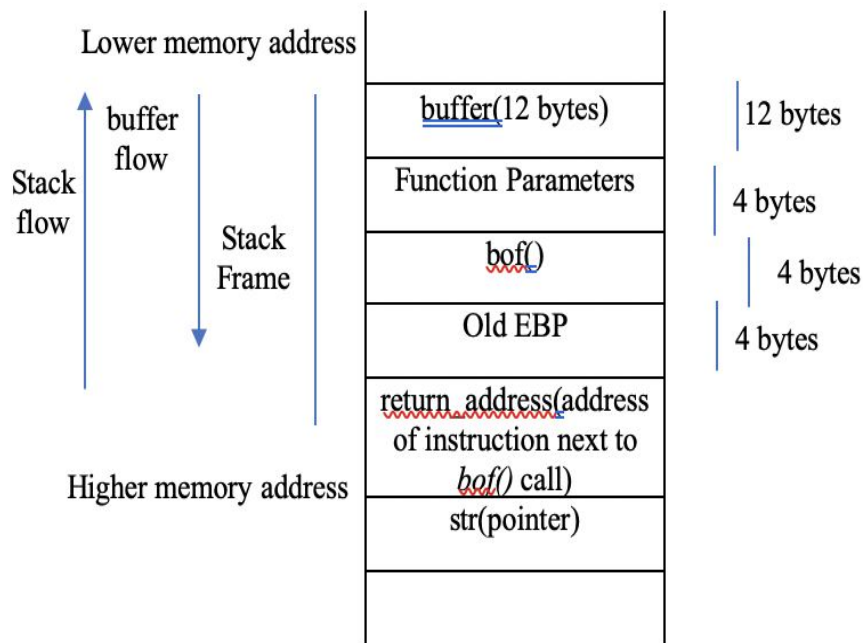 Lower memory address
buffer
flow
Stack
flow
Stack
Frame
Higher memory address
buffer(12 bytes)
Function Parameters
bof()
Old EBP
return_address(address
of instruction next to
bof() call)
str(pointer)
12 bytes
4 bytes
4 bytes
4 bytes